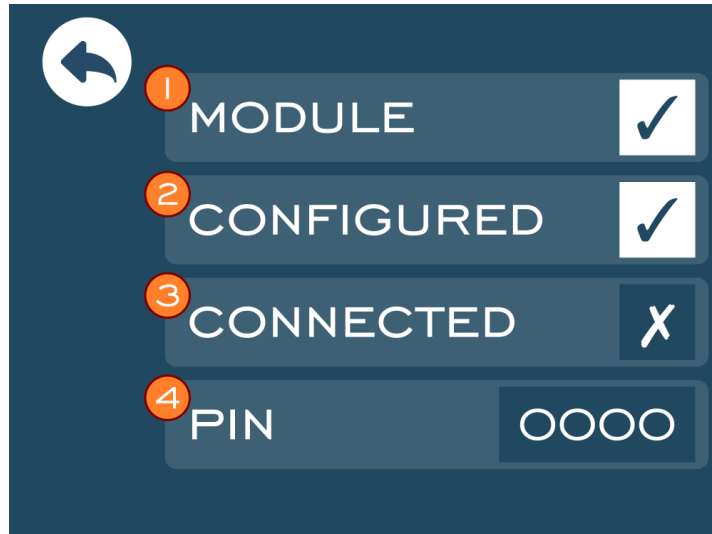 1
MODULE ✓
2
CONFIGURED ✓
3
CONNECTED ✗
4
PIN 0000